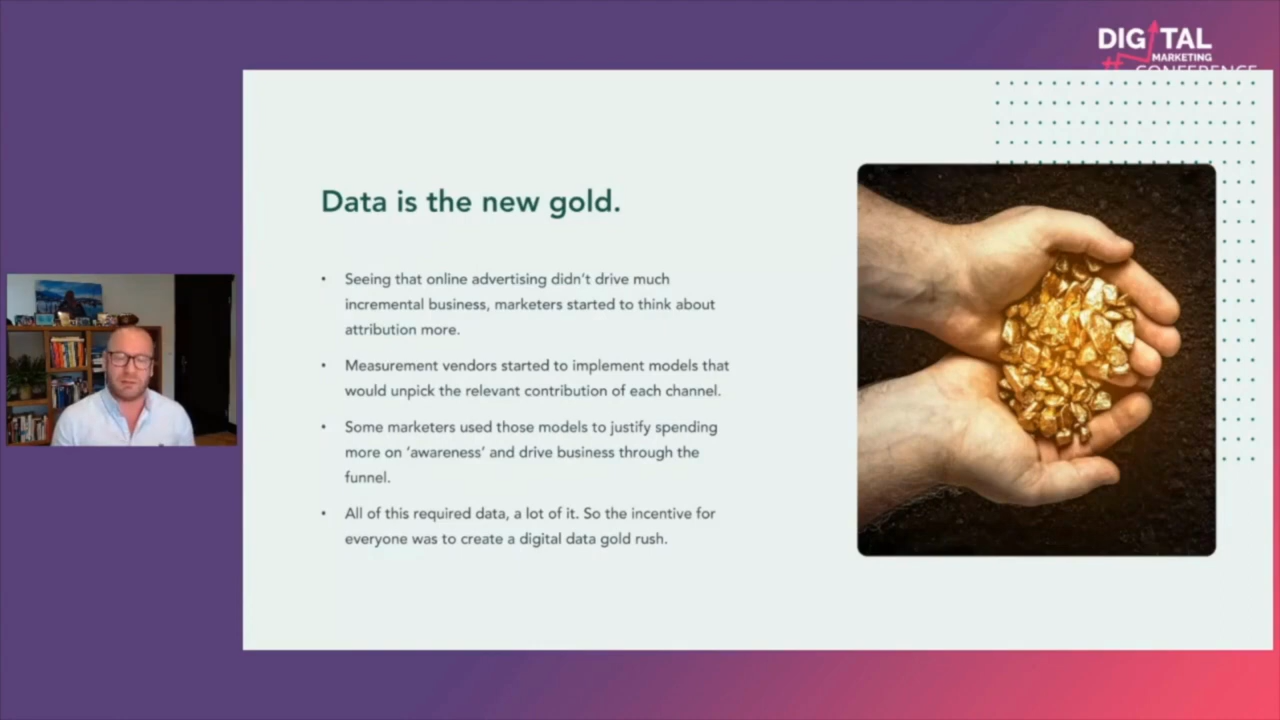 DIGITAL
MARKETING
#CONFERENCE
Data is the new gold.
• Seeing that online advertising didn't drive much
incremental business, marketers started to think about
attribution more.
• Measurement vendors started to implement models that
would unpick the relevant contribution of each channel.
• Some marketers used those models to justify spending
more on 'awareness' and drive business through the
funnel.
• All of this required data, a lot of it. So the incentive for
everyone was to create a digital data gold rush.